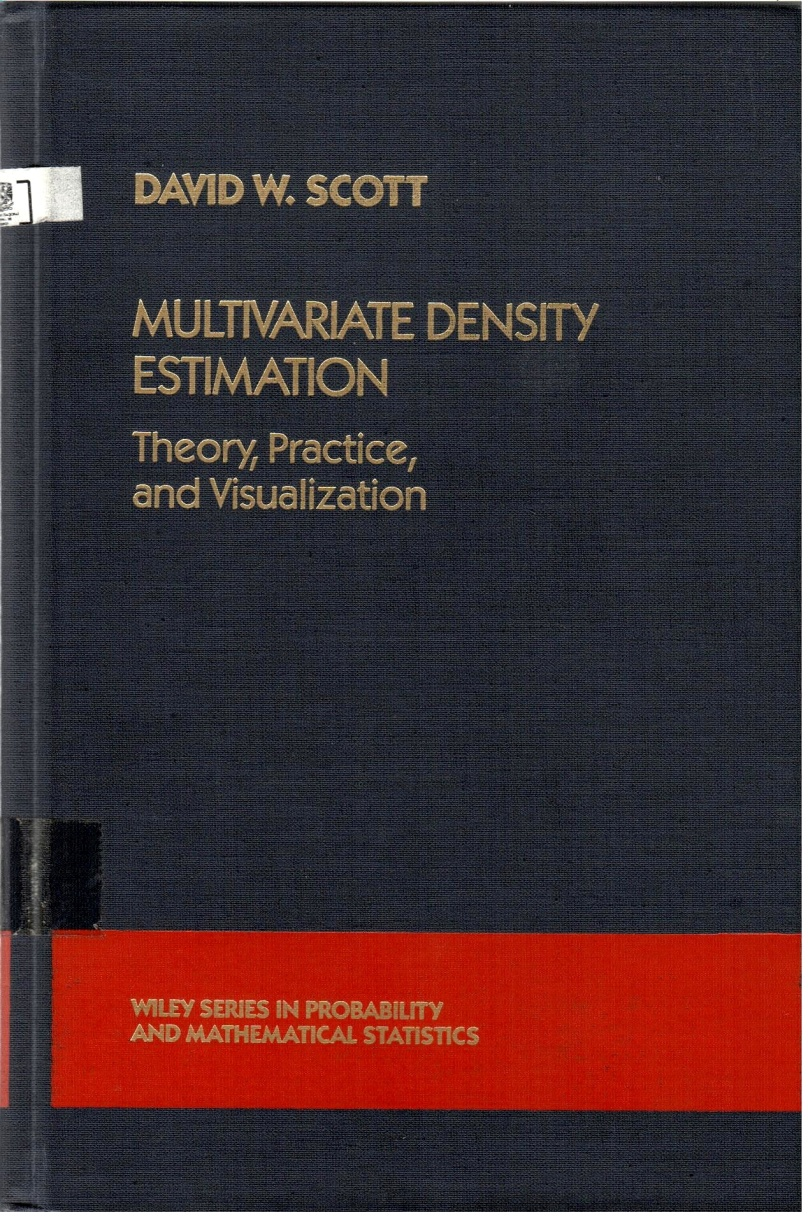 DAVID W. SCOTT
MULTIVARIATE DENSITY
ESTIMATION
Theory, Practice,
and Visualization
WILEY SERIES IN PROBABILITY
AND MATHEMATICAL STATISTICS